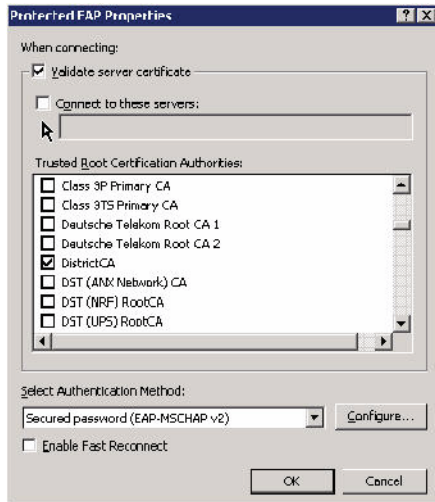 Protected EAP Properties
When connecting:
Validate server certificate
Connect to these servers:
Trusted Root Certification Authorities:
Class 3P Primary CA
Class 3TS Primary CA
Deutsche Telekom Root CA 1
Deutsche Telekom Root CA 2
DistrictCA
DST (ANX Network) CA
DST (NRF) RootCA
DST (UPS) RootCA
Select Authentication Method:
Secured password (EAP-MSCHAP v2)
Configure...
Enable Fast Reconnect
OK
Cancel